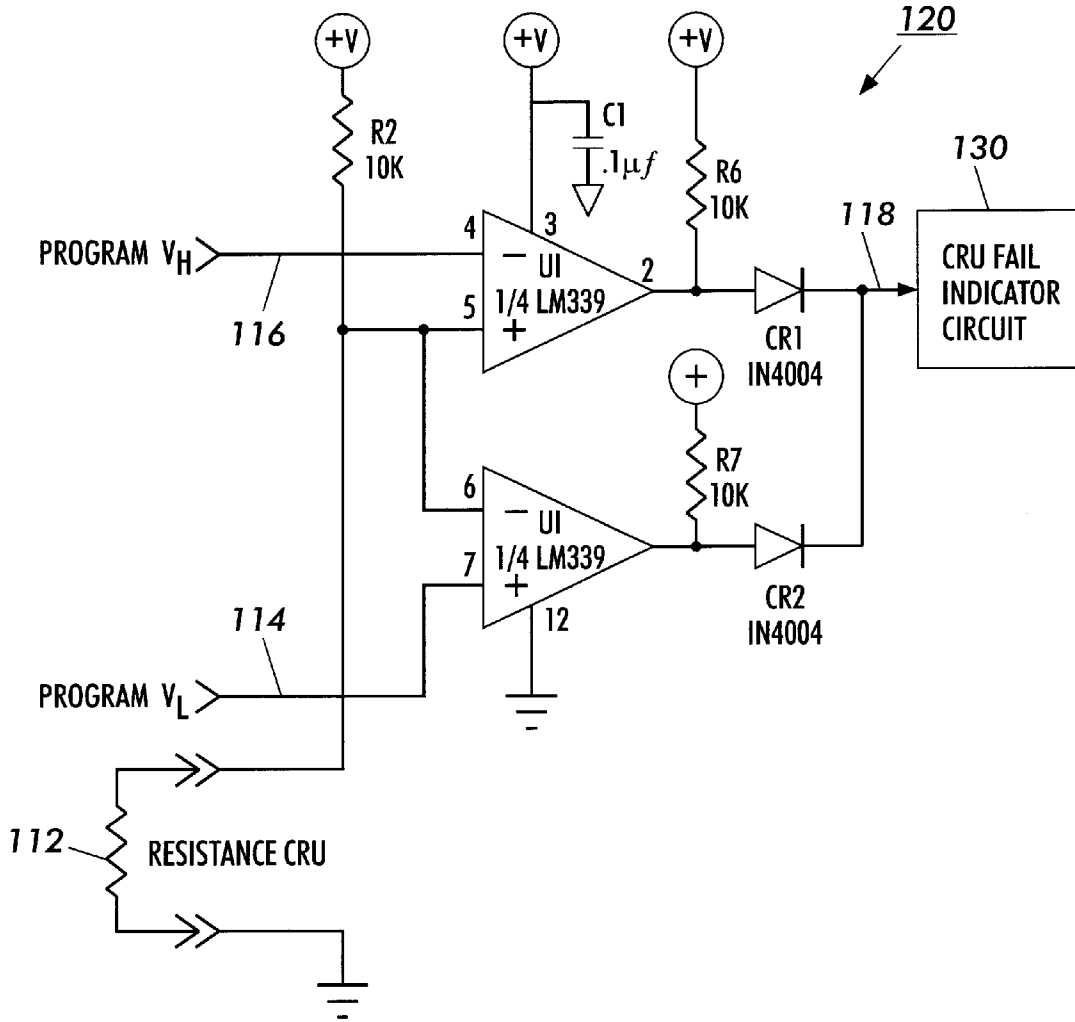 120
+V
+V
+V
R2
10K
C1
.1μf
R6
10K
130
118
PROGRAM VH
116
4
3
−
UI
1/4 LM339
5
+
2
CR1
IN4004
CRU FAIL
INDICATOR
CIRCUIT
+
R7
10K
6
−
UI
1/4 LM339
7
+
12
CR2
IN4004
114
PROGRAM VL
112
RESISTANCE CRU